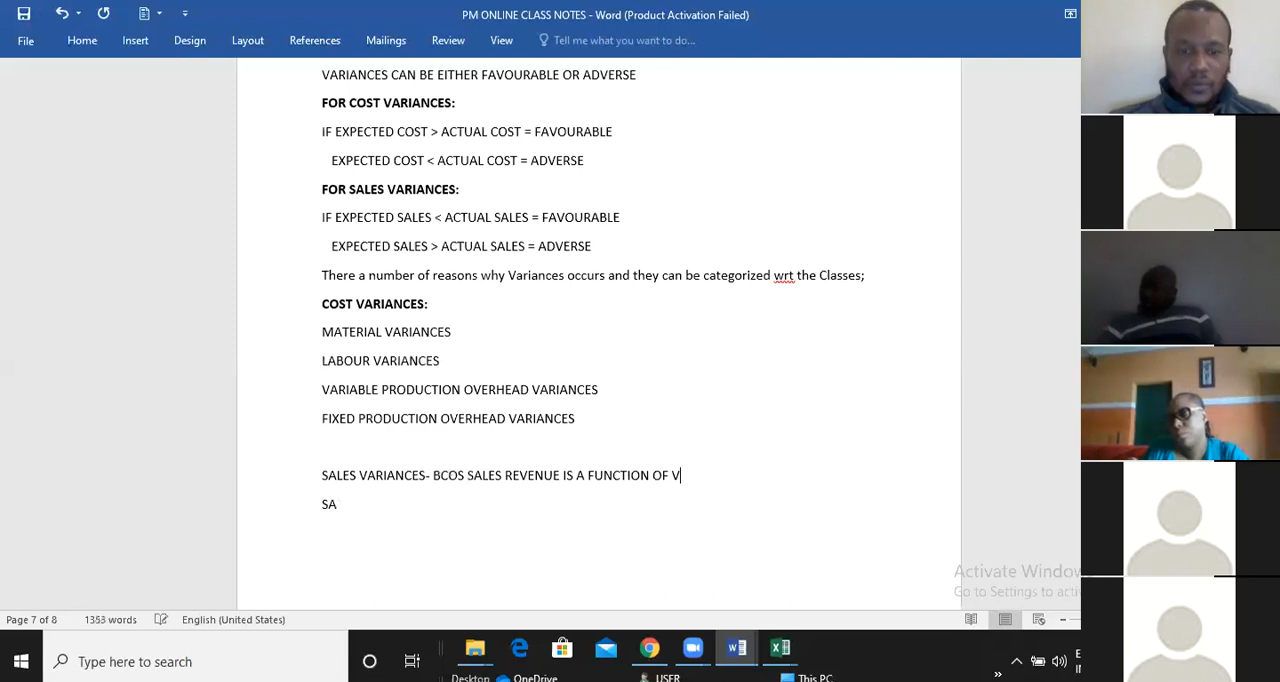 PM ONLINE CLASS NOTES - Word (Product Activation Failed)
File Home Insert Design Layout References Mailings Review View Tell me what you want to do...
VARIANCES CAN BE EITHER FAVOURABLE OR ADVERSE
FOR COST VARIANCES:
IF EXPECTED COST > ACTUAL COST = FAVOURABLE
EXPECTED COST < ACTUAL COST = ADVERSE
FOR SALES VARIANCES:
IF EXPECTED SALES < ACTUAL SALES = FAVOURABLE
EXPECTED SALES > ACTUAL SALES = ADVERSE
There a number of reasons why Variances occurs and they can be categorized wrt the Classes;
COST VARIANCES:
MATERIAL VARIANCES
LABOUR VARIANCES
VARIABLE PRODUCTION OVERHEAD VARIANCES
FIXED PRODUCTION OVERHEAD VARIANCES
SALES VARIANCES- BCOS SALES REVENUE IS A FUNCTION OF V
SA
Activate Window
Go to Settings to acti
Page 7 of 8 1353 words English (United States)
Type here to search
Desktop OneDrive USER This PC